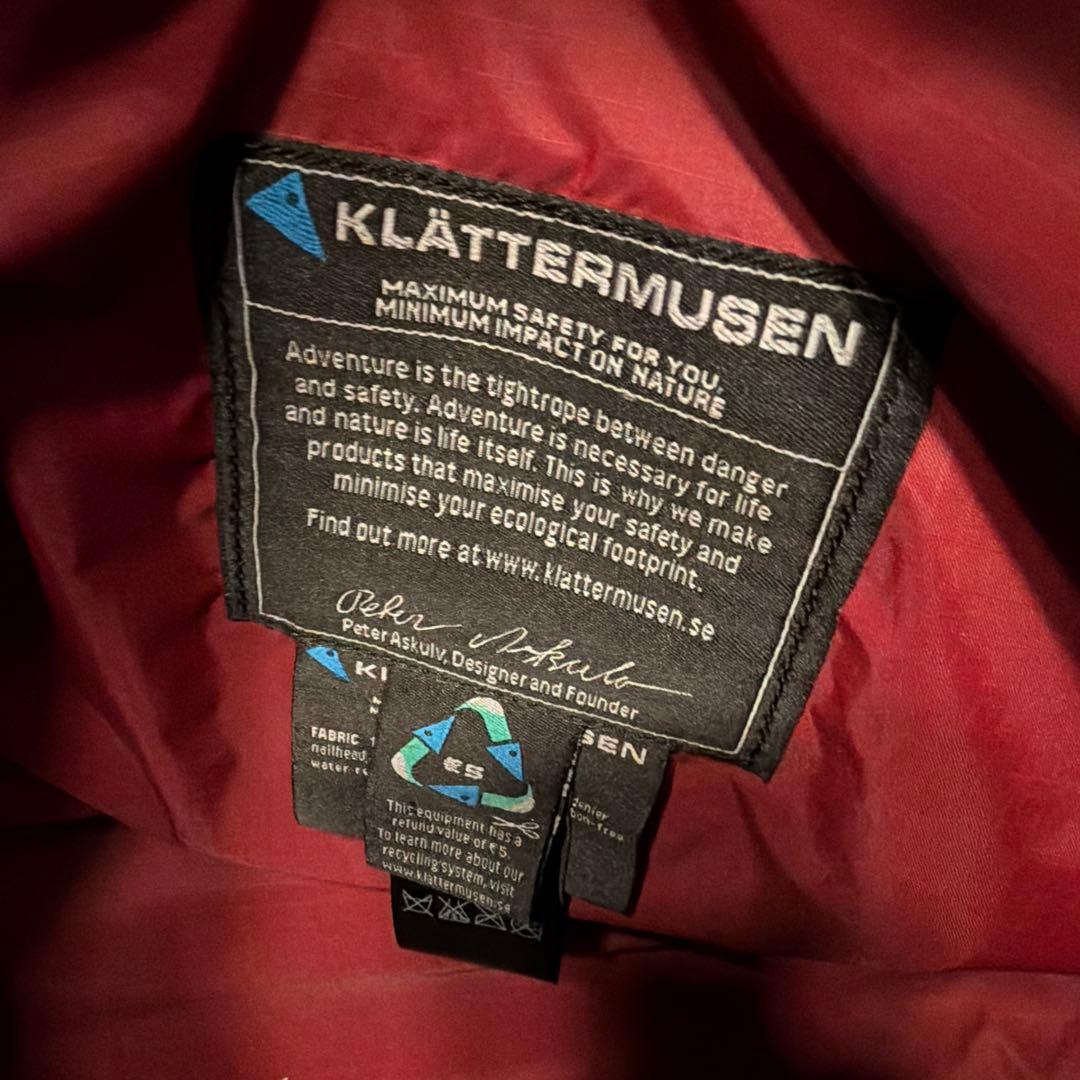 KLÄTTERMUSEN
MAXIMUM SAFETY FOR YOU,
MINIMUM IMPACT ON NATURE
Adventure is the tightrope between danger
and safety. Adventure is necessary for life
and nature is life itself. This is why we make
products that maximise your safety and
minimise your ecological footprint.
Find out more at www.klattermusen.se
Peter Askulv
Peter Askulv, Designer and Founder
SEN
FABRIC
nailhead
€5
This equipment has a
refund value of €5.
To learn more about our
recycling system, visit
www.klattermusen.se